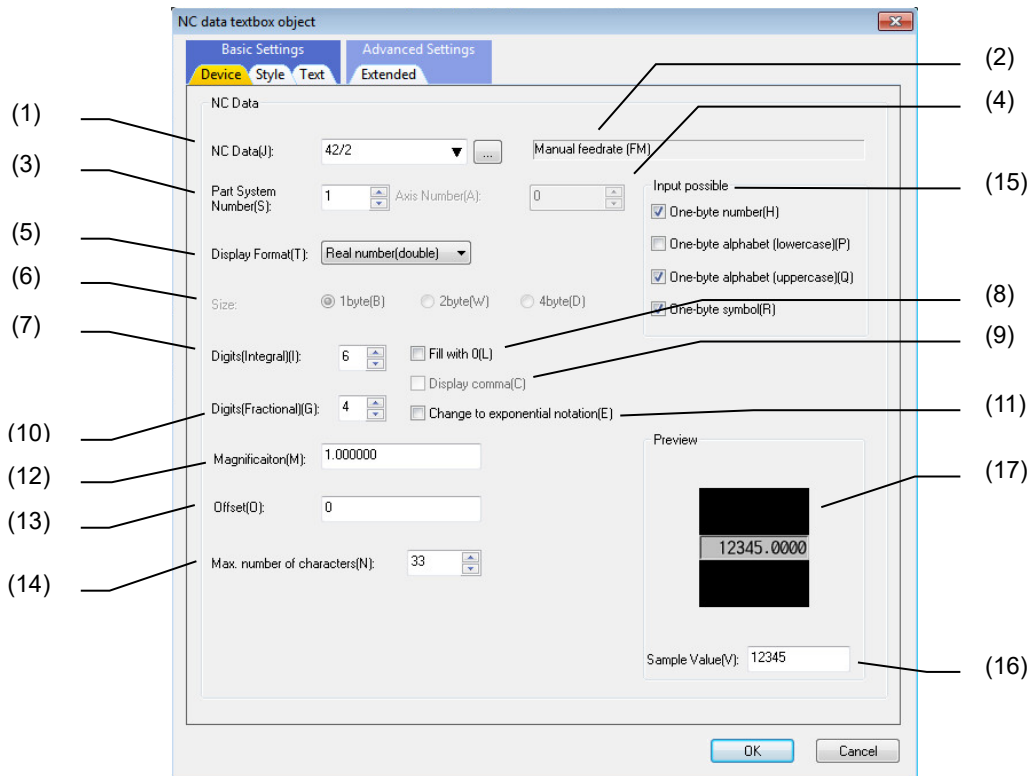 NC data textbox object
Basic Settings
Advanced Settings
Device
Style
Text
Extended
(2)
(4)
NC Data
(1)
NC Data(J):
42/2
...
Manual feedrate (FM)
(3)
Part System
Number(S):
1
Axis Number(A):
0
Input possible
(15)
One-byte number(H)
One-byte alphabet (lowercase)(P)
One-byte alphabet (uppercase)(Q)
One-byte symbol(R)
(5)
Display Format(T):
Real number(double)
(6)
Size:
1byte(B)
2byte(W)
4byte(D)
(8)
(7)
Digits(Integral)(I):
6
Fill with 0(L)
(9)
Display comma(C)
Digits(Fractional)(G):
4
Change to exponential notation(E)
(11)
(10)
Magnificaiton(M):
1.000000
(12)
Preview
12345.0000
(17)
Offset(O):
0
(13)
Max. number of characters(N):
33
(14)
Sample Value(V):
12345
(16)
OK
Cancel